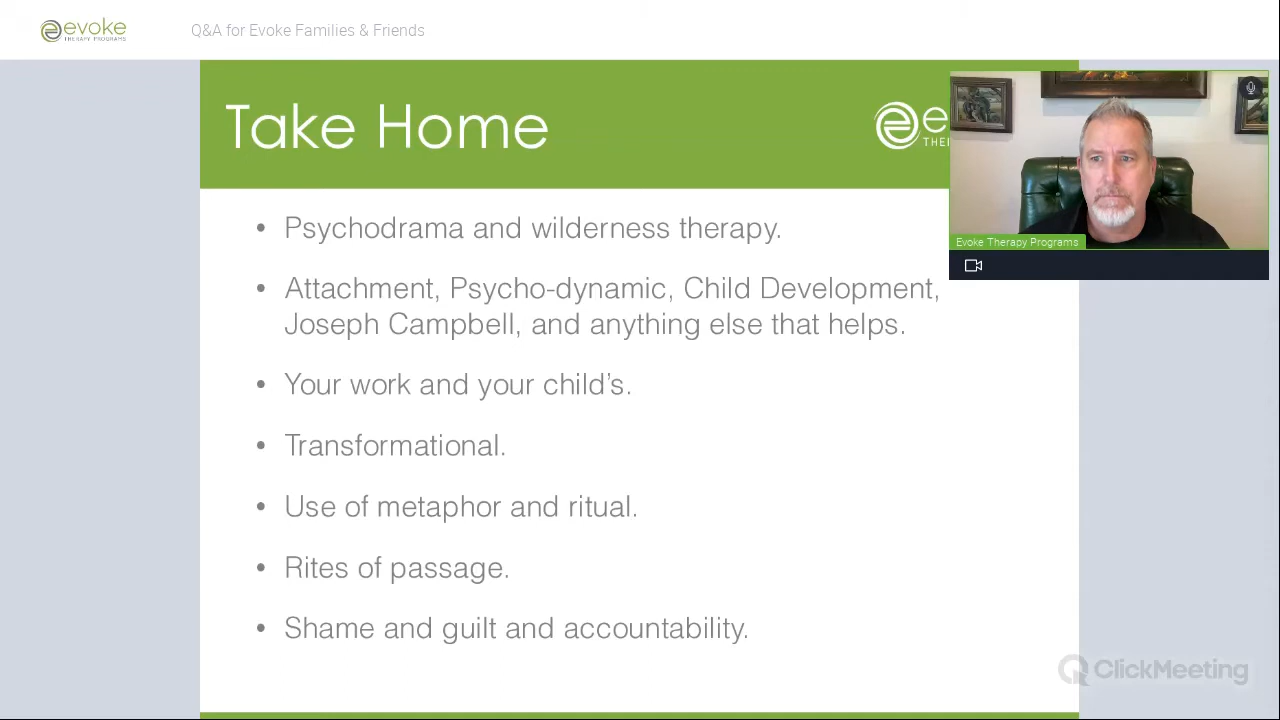 evoke
THERAPY PROGRAMS
Q&A for Evoke Families & Friends
Take Home
Evoke Therapy Programs
• Psychodrama and wilderness therapy.
• Attachment, Psycho-dynamic, Child Development,
Joseph Campbell, and anything else that helps.
• Your work and your child's.
• Transformational.
• Use of metaphor and ritual.
• Rites of passage.
• Shame and guilt and accountability.
ClickMeeting